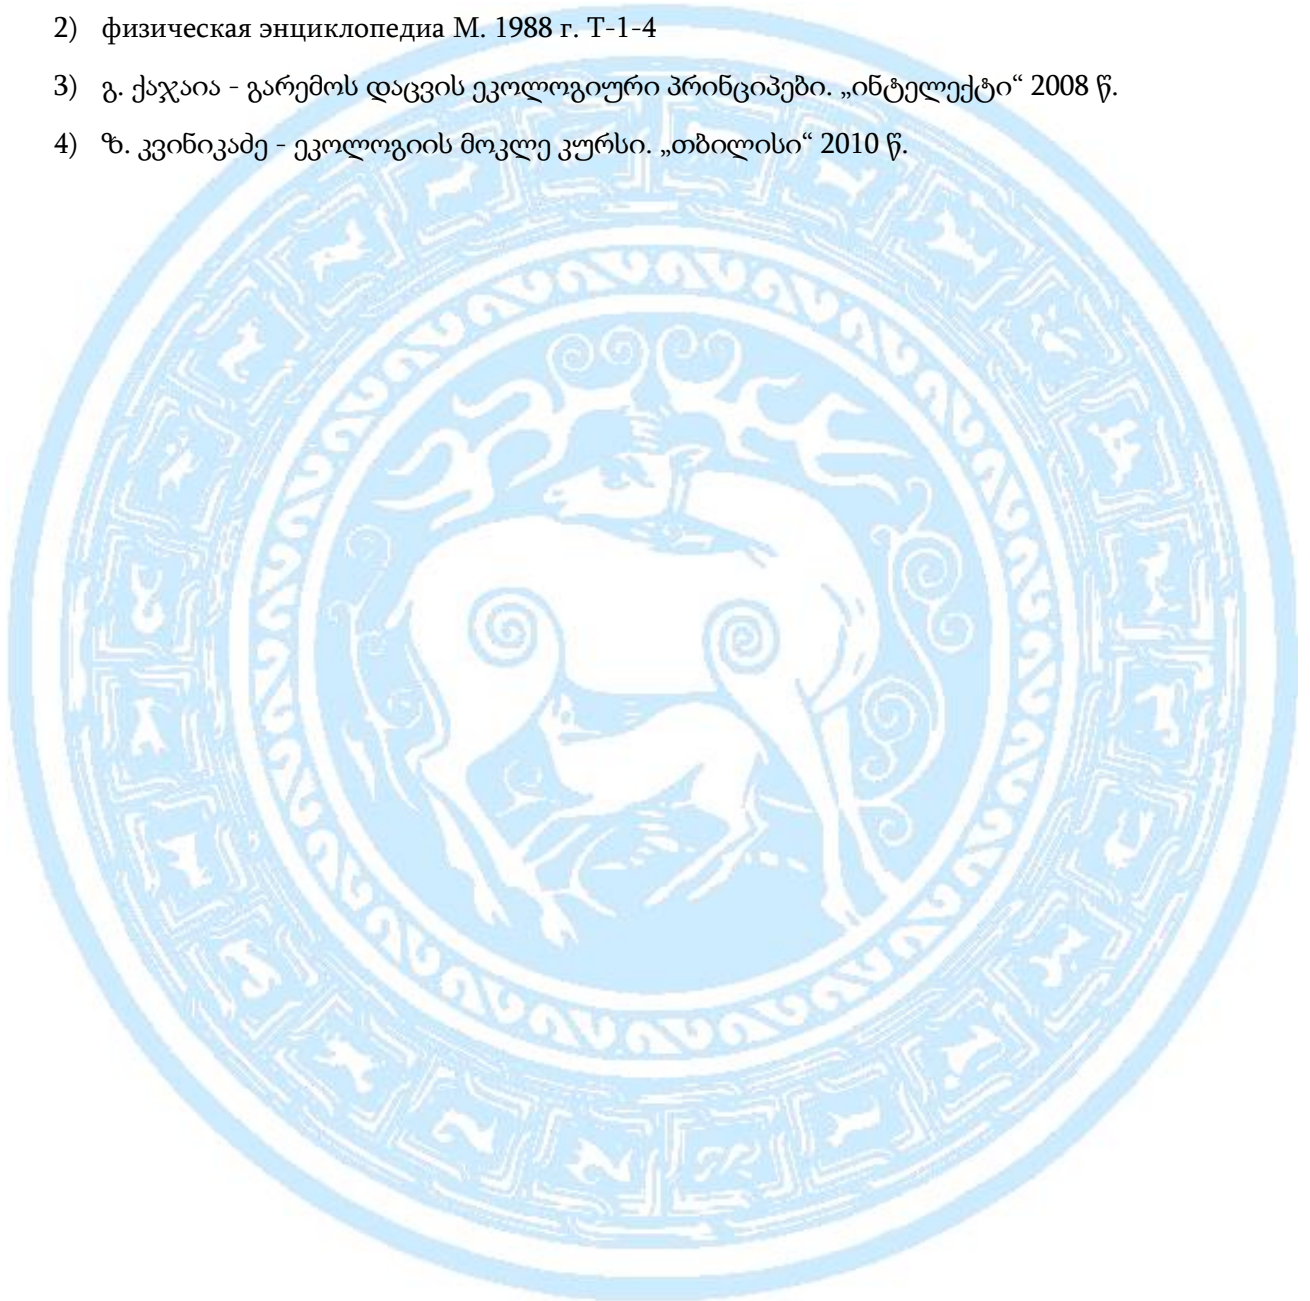 2) физическая энциклопедиа М. 1988 г. Т-1-4
3) გ. ქაჯაია - გარემოს დაცვის ეკოლოგიური პრინციპები. „ინტელექტი“ 2008 წ.
4) ზ. კვინიკაძე - ეკოლოგიის მოკლე კურსი. „თბილისი“ 2010 წ.